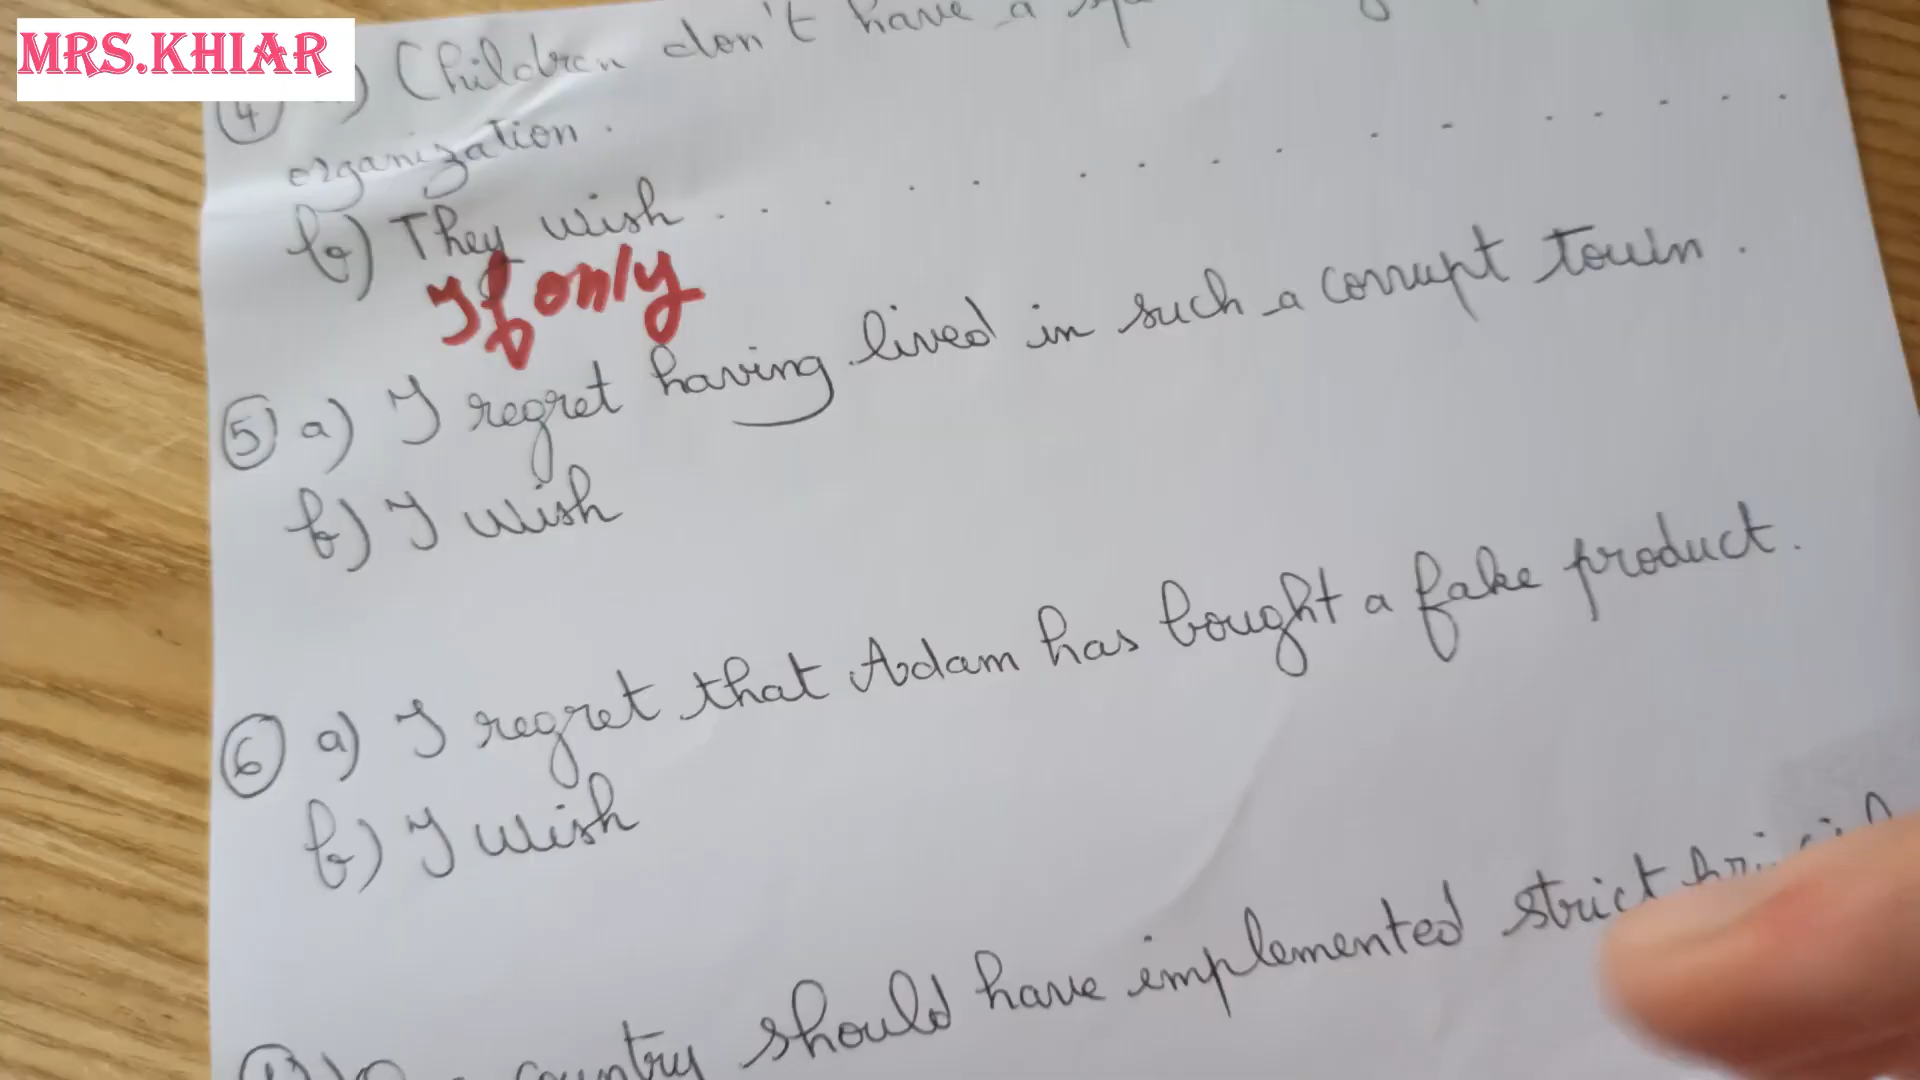 MRS.KHIAR
4 a) Children don't have a
organization.
b) They wish . . . . . . . . . . . . . . .
If only
5 a) I regret having lived in such a corrupt town.
b) I wish
6 a) I regret that Adam has bought a fake product.
b) I wish
country should have implemented strict